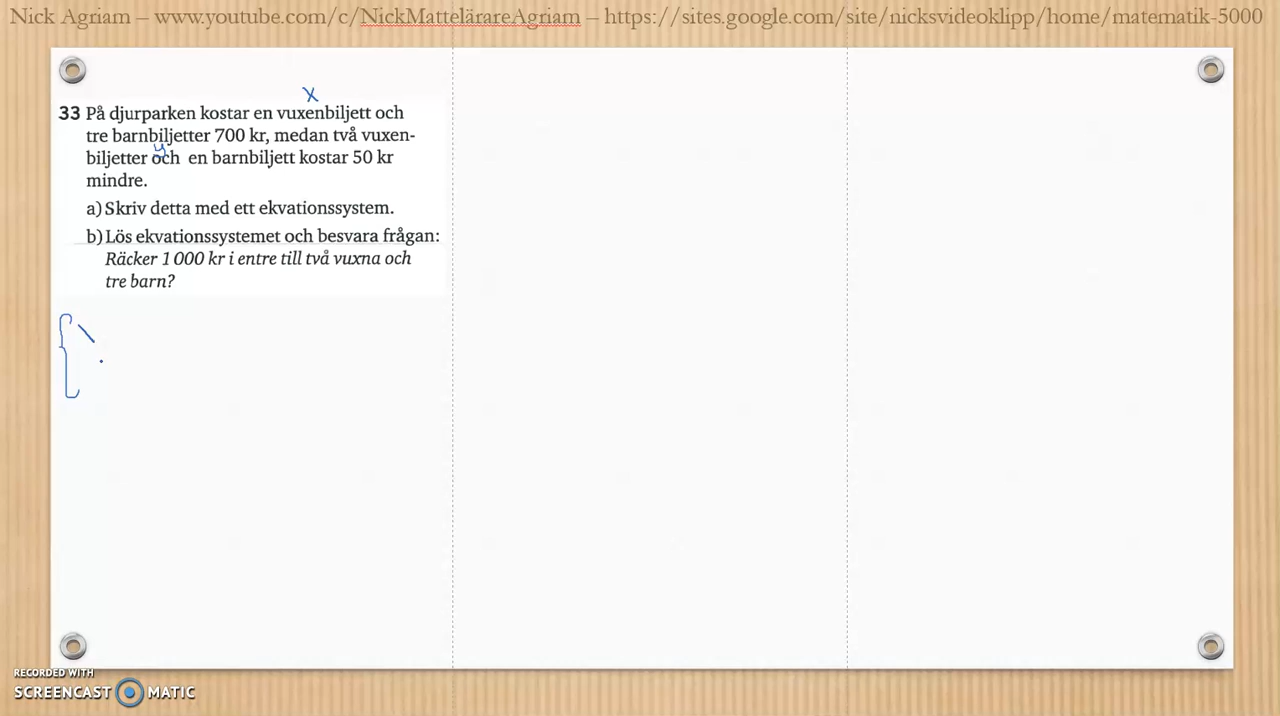 Nick Agriam – www.youtube.com/c/NickMattelärareAgriam – https://sites.google.com/site/nicksvideoklipp/home/matematik-5000
x
33 På djurparken kostar en vuxenbiljett och
tre barnbiljetter 700 kr, medan två vuxen-
y
biljetter och en barnbiljett kostar 50 kr
mindre.
a) Skriv detta med ett ekvationssystem.
b) Lös ekvationssystemet och besvara frågan:
Räcker 1 000 kr i entre till två vuxna och
tre barn?
{
RECORDED WITH
SCREENCAST MATIC